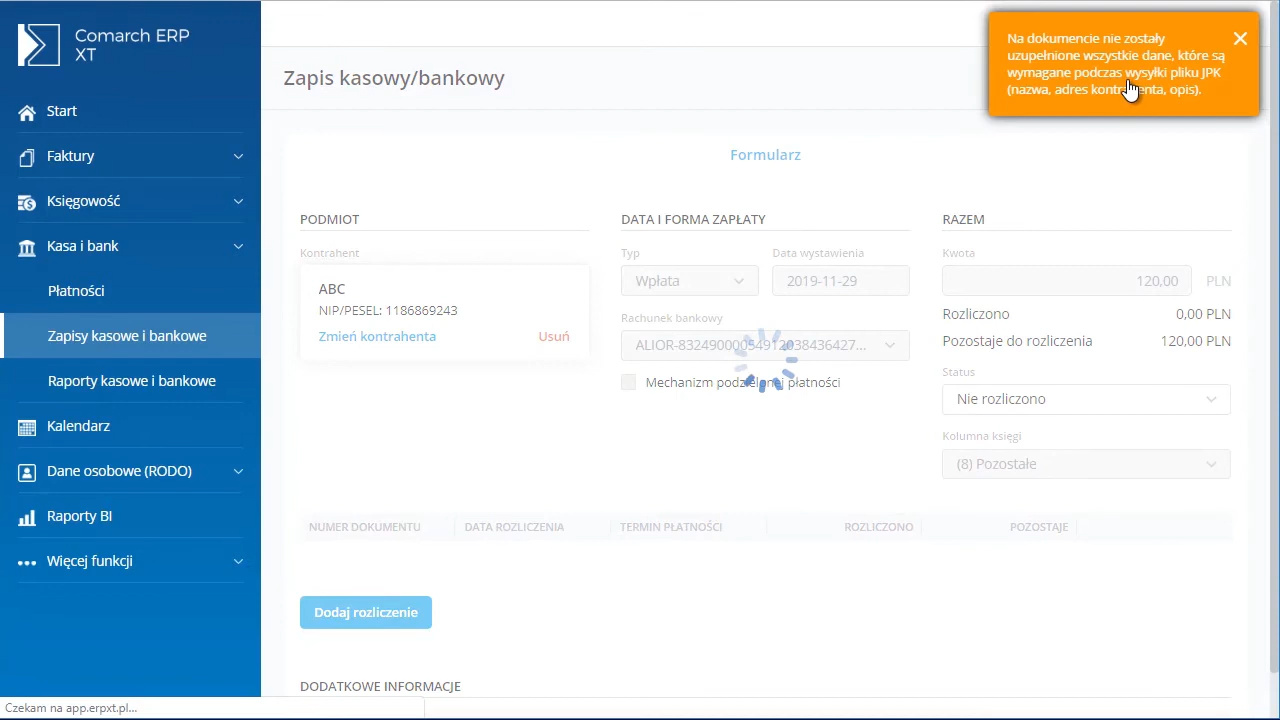 Comarch ERP
XT
Start
Faktury
Księgowość
Kasa i bank
Płatności
Zapisy kasowe i bankowe
Raporty kasowe i bankowe
Kalendarz
Dane osobowe (RODO)
Raporty BI
Więcej funkcji
Czekam na app.erpxt.pl...
Na dokumencie nie zostały
uzupełnione wszystkie dane, które są
wymagane podczas wysyłki pliku JPK
(nazwa, adres kontrahenta, opis).
Zapis kasowy/bankowy
Formularz
PODMIOT
Kontrahent
ABC
NIP/PESEL: 1186869243
Zmień kontrahenta Usuń
DATA I FORMA ZAPŁATY
Typ Data wystawienia
Wpłata 2019-11-29
Rachunek bankowy
Mechanizm podzielonej płatności
RAZEM
Kwota
120,00 PLN
Rozliczono 0,00 PLN
Pozostaje do rozliczenia 120,00 PLN
Status
Nie rozliczono
Kolumna księgi
(8) Pozostałe
NUMER DOKUMENTU DATA ROZLICZENIA TERMIN PŁATNOŚCI ROZLICZONO POZOSTAJE
Dodaj rozliczenie
DODATKOWE INFORMACJE